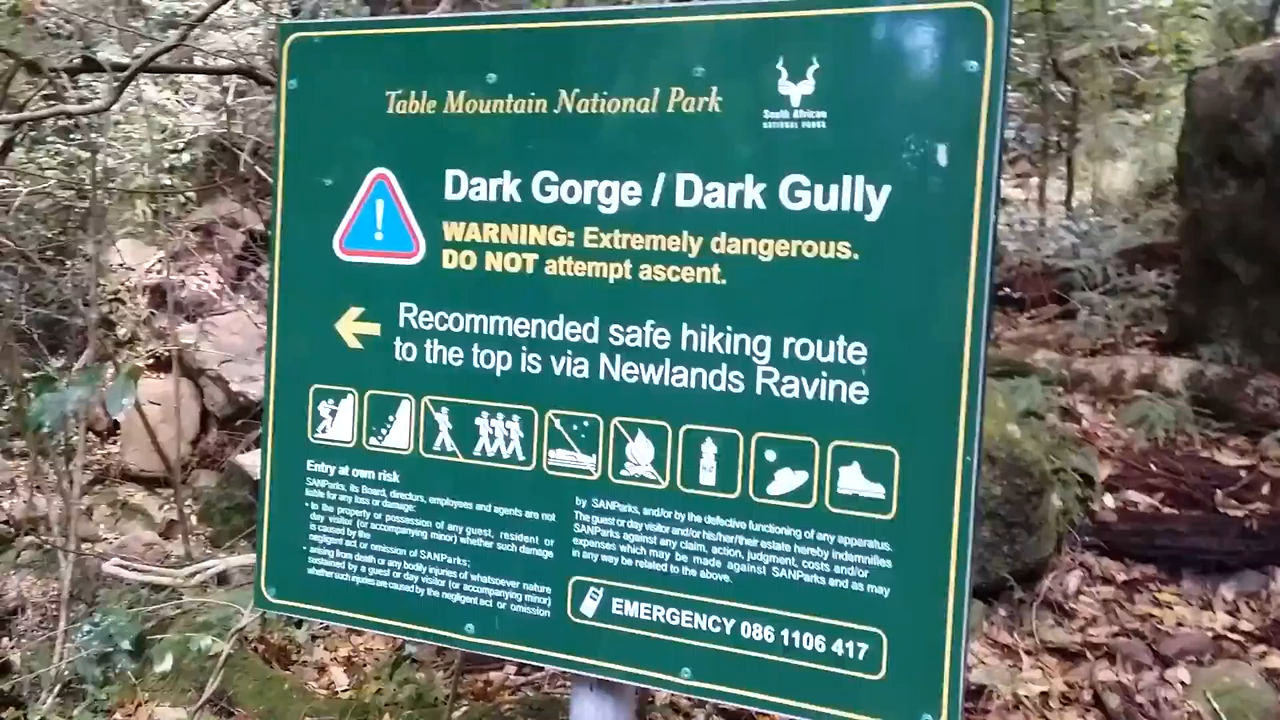 Table Mountain National Park
South African
NATIONAL PARKS
Dark Gorge / Dark Gully
WARNING: Extremely dangerous.
DO NOT attempt ascent.
Recommended safe hiking route
to the top is via Newlands Ravine
Entry at own risk
SANParks, its Board, directors, employees and agents are not
liable for any loss or damage:
* In the property or possession of any guest, resident or
day visitor (or accompanying minor) whether such damage
is caused by the
negligent act or omission of SANParks;
* arising from death or any bodily injuries of whatsoever nature
sustained by a guest or day visitor (or accompanying minor)
whether such injuries are caused by the negligent act or omission
by SANParks, and/or by the defective functioning of any apparatus.
The guest or day visitor and/or his/her/their estate hereby indemnifies
SANParks against any claim, action, judgment, costs and/or
expenses which may be made against SANParks and as may
in any way be related to the above.
EMERGENCY 086 1106 417